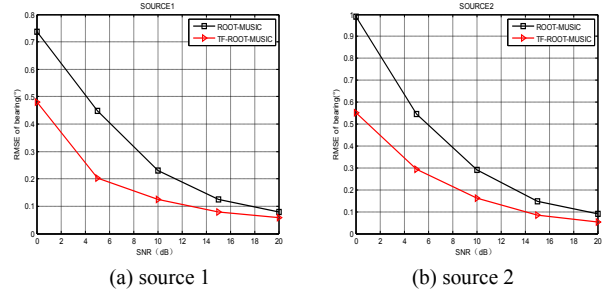 SOURCE1
ROOT-MUSIC
TF-ROOT-MUSIC
RMSE of bearing(°)
0.8
0.7
0.6
0.5
0.4
0.3
0.2
0.1
0
0 2 4 6 8 10 12 14 16 18 20
SNR（dB）
(a) source 1
SOURCE2
ROOT-MUSIC
TF-ROOT-MUSIC
RMSE of bearing(°)
1
0.9
0.8
0.7
0.6
0.5
0.4
0.3
0.2
0.1
0
0 2 4 6 8 10 12 14 16 18 20
SNR（dB）
(b) source 2